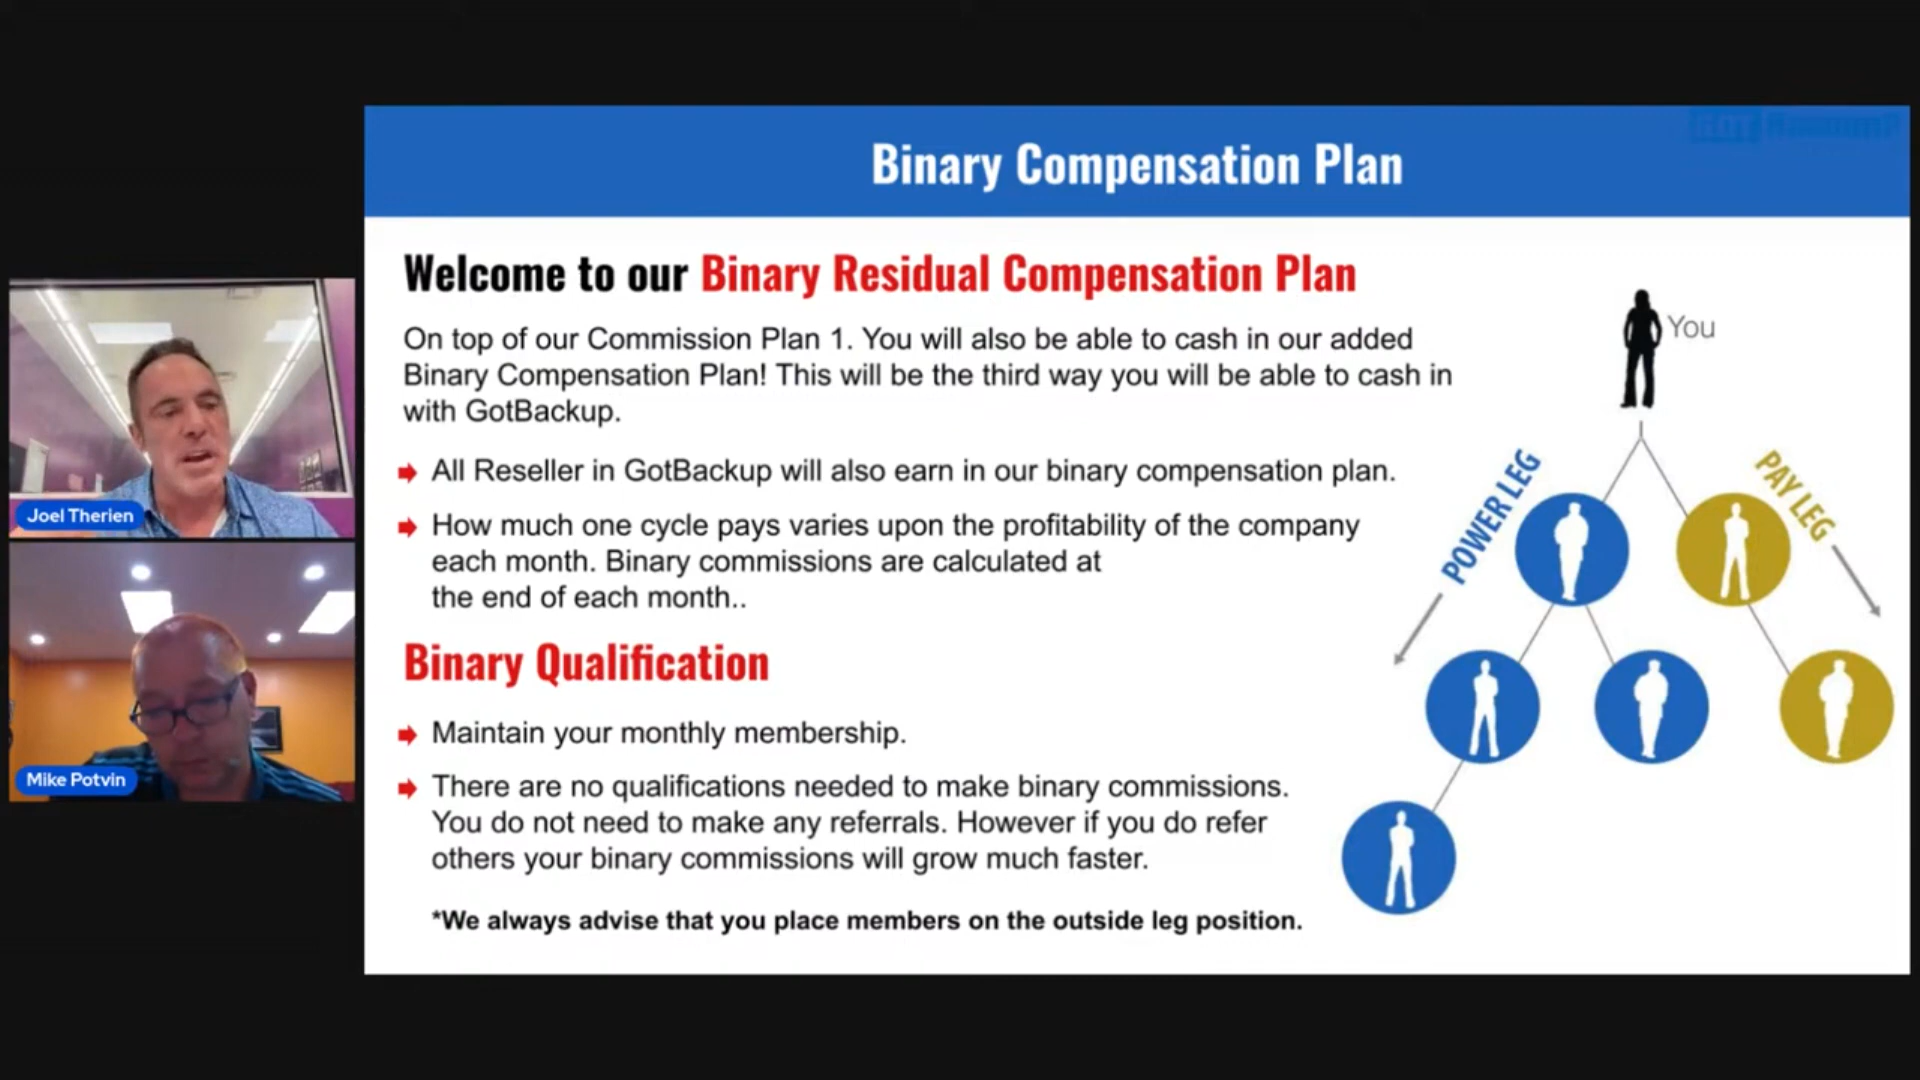 GOT Backup?
Binary Compensation Plan
Welcome to our Binary Residual Compensation Plan
On top of our Commission Plan 1. You will also be able to cash in our added
Binary Compensation Plan! This will be the third way you will be able to cash in
with GotBackup.
All Reseller in GotBackup will also earn in our binary compensation plan.
How much one cycle pays varies upon the profitability of the company
each month. Binary commissions are calculated at
the end of each month..
Binary Qualification
Maintain your monthly membership.
There are no qualifications needed to make binary commissions.
You do not need to make any referrals. However if you do refer
others your binary commissions will grow much faster.
*We always advise that you place members on the outside leg position.
You
POWER LEG
PAY LEG
Joel Therien
Mike Potvin